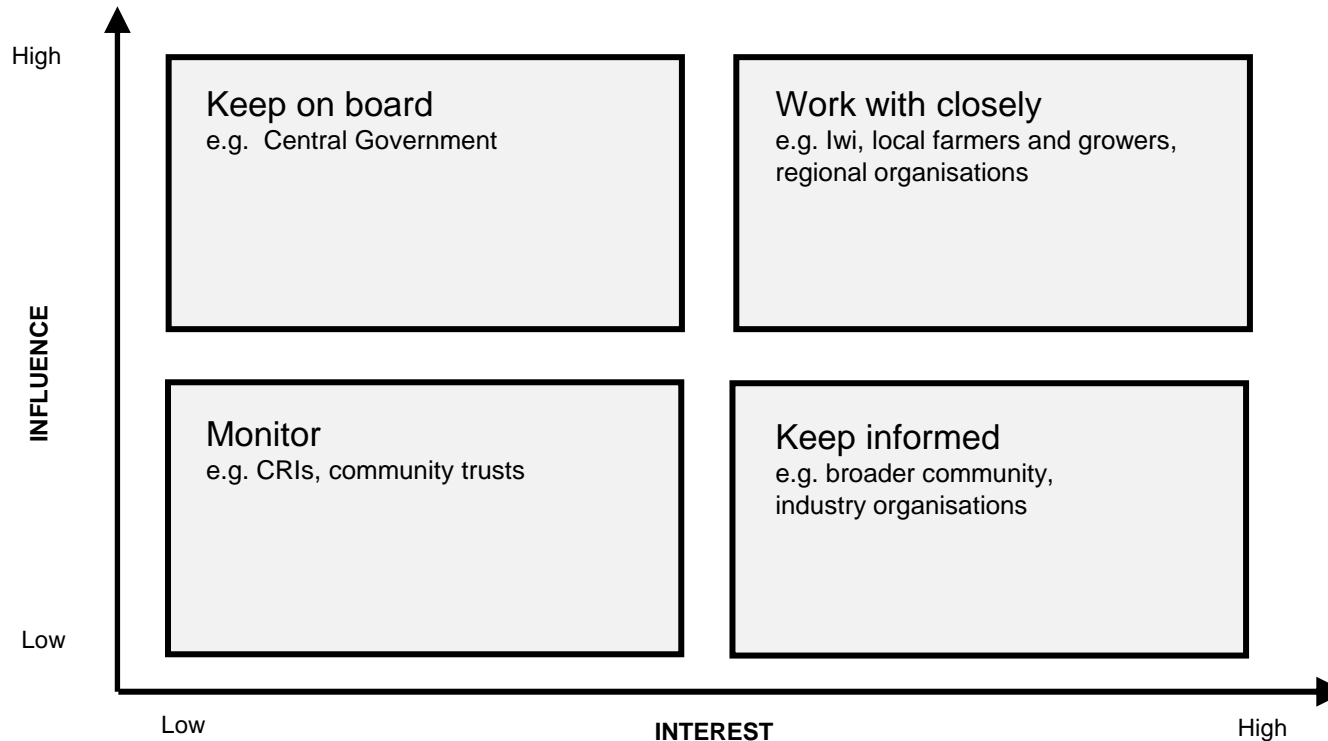 High
Keep on board
e.g.  Central Government
Work with closely
e.g. Iwi, local farmers and growers,
regional organisations
INFLUENCE
Monitor
e.g. CRIs, community trusts
Keep informed
e.g. broader community,
industry organisations
Low
Low
INTEREST
High